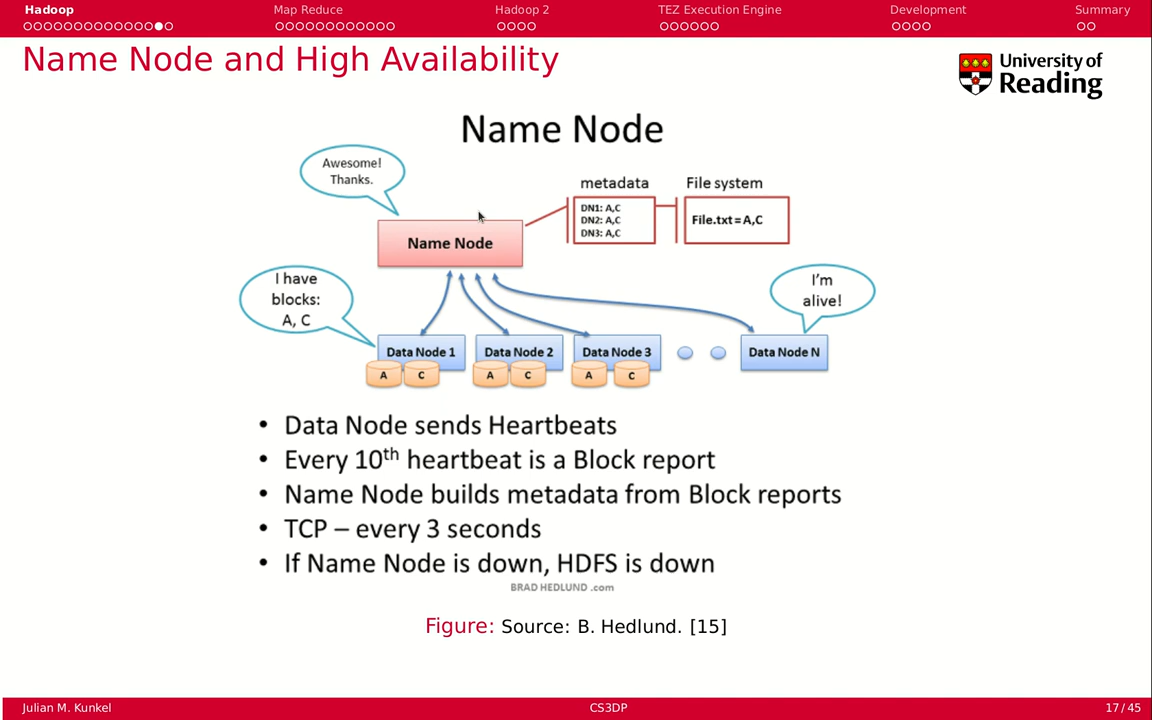 Hadoop
Map Reduce
Hadoop 2
TEZ Execution Engine
Development
Summary
Name Node and High Availability
University of
Reading
Name Node
Awesome!
Thanks.
metadata
File system
DN1: A,C
DN2: A,C
DN3: A,C
File.txt=A,C
Name Node
I have
blocks:
A, C
I’m
alive!
Data Node 1
Data Node 2
Data Node 3
Data Node N
A C A C A C
• Data Node sends Heartbeats
• Every 10th heartbeat is a Block report
• Name Node builds metadata from Block reports
• TCP – every 3 seconds
• If Name Node is down, HDFS is down
BRAD HEDLUND .com
Figure: Source: B. Hedlund. [15]
Julian M. Kunkel
CS3DP
17/45